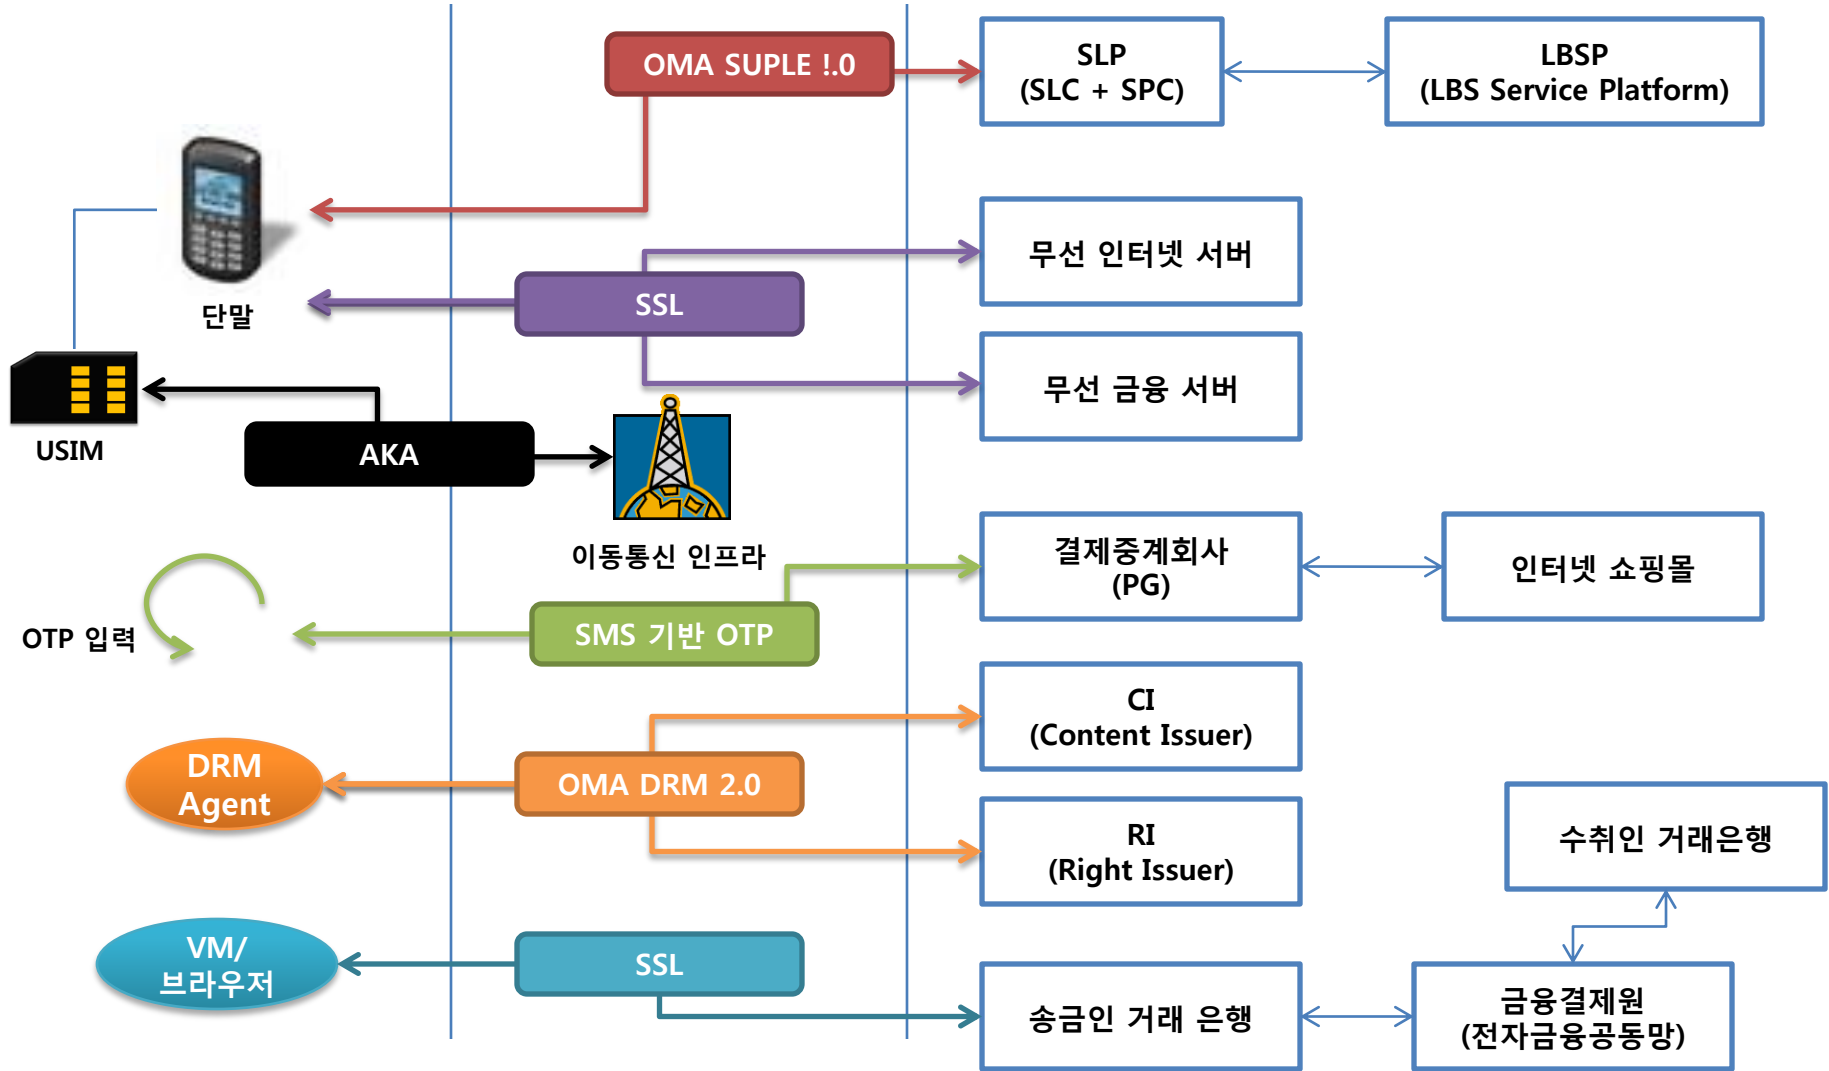 OMA SUPLE !.0
SLP
(SLC + SPC)
LBSP
(LBS Service Platform)
단말
SSL
무선 인터넷 서버
무선 금융 서버
USIM
AKA
이동통신 인프라
결제중계회사
(PG)
인터넷 쇼핑몰
OTP 입력
SMS 기반 OTP
CI
(Content Issuer)
DRM
Agent
OMA DRM 2.0
RI
(Right Issuer)
수취인 거래은행
VM/
브라우저
SSL
송금인 거래 은행
금융결제원
(전자금융공동망)